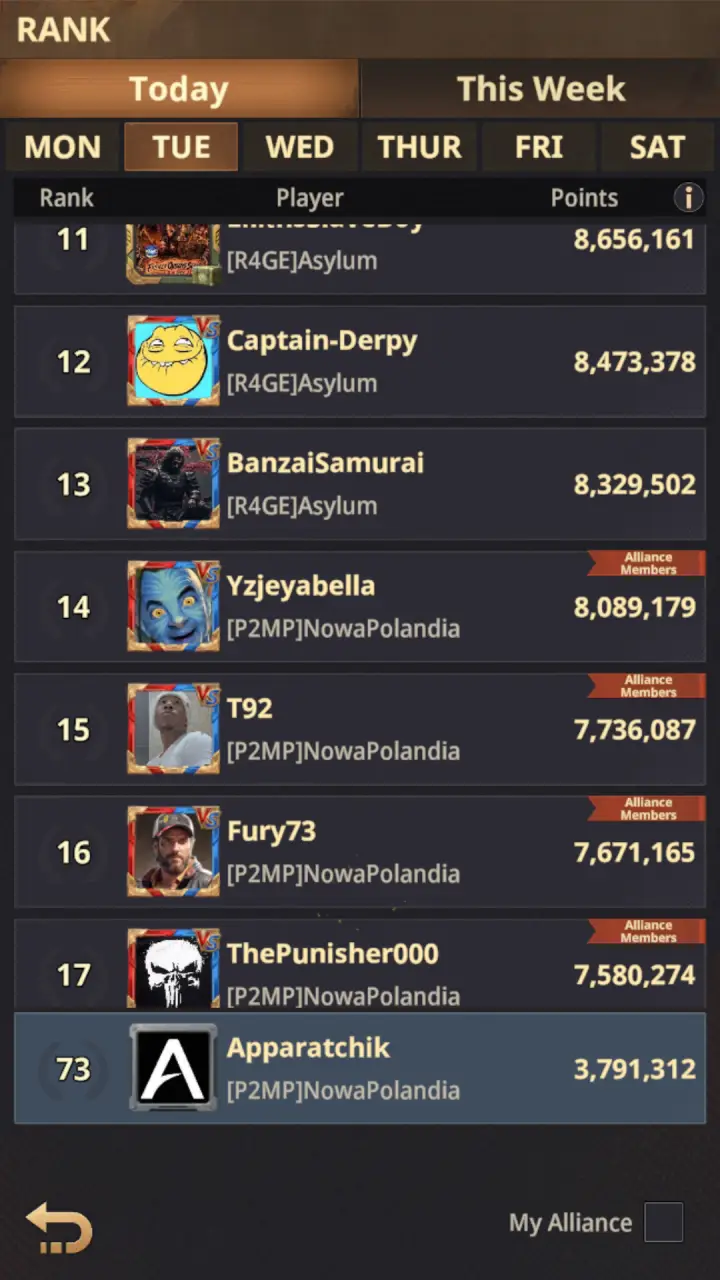 RANK
Today
This Week
MON
TUE
WED
THUR
FRI
SAT
Rank
Player
Points
11
[R4GE]Asylum
8,656,161
12
Captain-Derpy
[R4GE]Asylum
8,473,378
13
BanzaiSamurai
[R4GE]Asylum
8,329,502
Alliance
Members
14
Yzjeyabella
[P2MP]NowaPolandia
8,089,179
Alliance
Members
15
T92
[P2MP]NowaPolandia
7,736,087
Alliance
Members
16
Fury73
[P2MP]NowaPolandia
7,671,165
Alliance
Members
17
ThePunisher000
[P2MP]NowaPolandia
7,580,274
73
Apparatchik
[P2MP]NowaPolandia
3,791,312
My Alliance